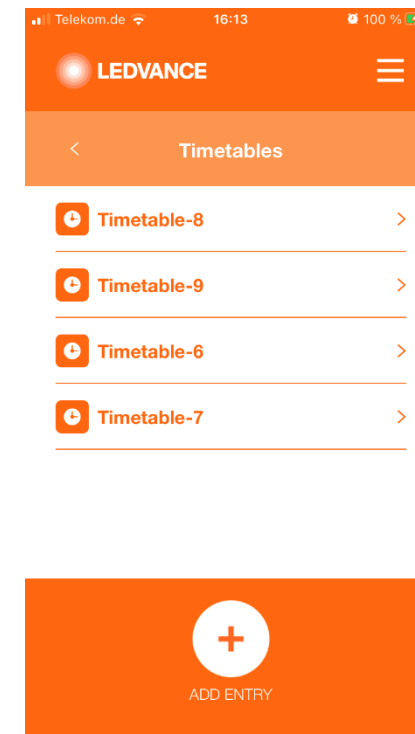 Telekom.de 16:13 100 %
LEDVANCE
Timetables
Timetable-8
Timetable-9
Timetable-6
Timetable-7
ADD ENTRY